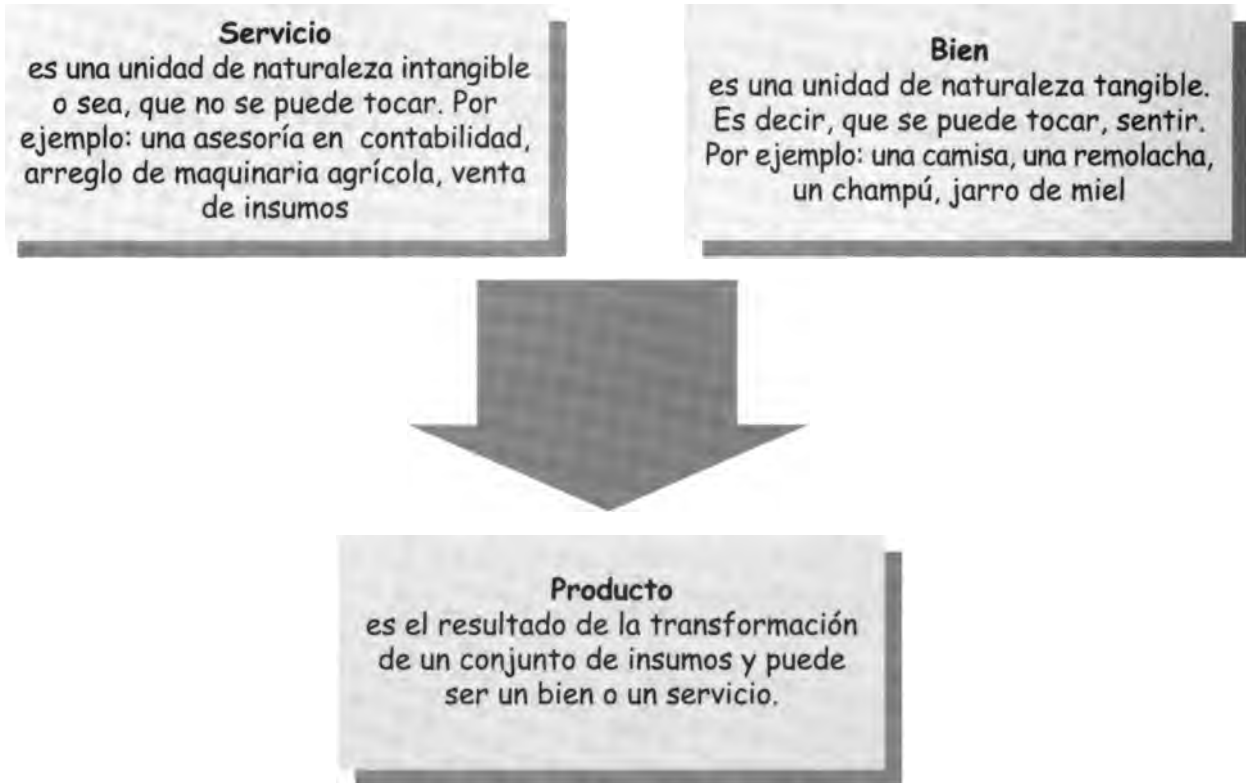 Servicio
es una unidad de naturaleza intangible
o sea, que no se puede tocar. Por
ejemplo: una asesoría en contabilidad,
arreglo de maquinaria agrícola, venta
de insumos
Bien
es una unidad de naturaleza tangible.
Es decir, que se puede tocar, sentir.
Por ejemplo: una camisa, una remolacha,
un champú, jarro de miel
Producto
es el resultado de la transformación
de un conjunto de insumos y puede
ser un bien o un servicio.